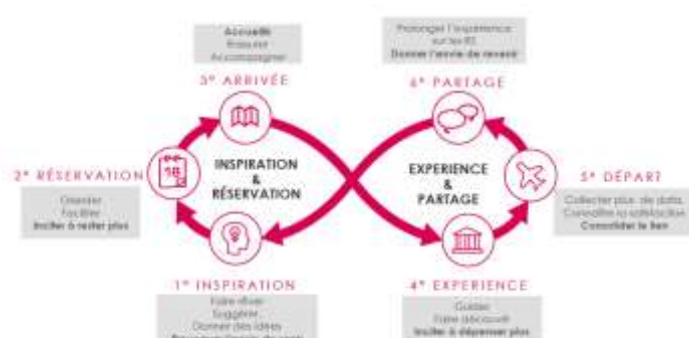 Accueillir
Rassurer
Accompagner
3° ARRIVÉE
Prolonger l'expérience
sur les RS
Donner l'envie de revenir
6° PARTAGE
2° RÉSERVATION
Orienter
Faciliter
Inciter à rester plus
18
INSPIRATION
&
RÉSERVATION
EXPERIENCE
&
PARTAGE
5° DÉPART
Collecter plus de data,
Connaître la satisfaction
Consolider le lien
1° INSPIRATION
Faire rêver
Suggérer
Donner des idées
4° EXPERIENCE
Guider
Faire découvrir
Inciter à dépenser plus